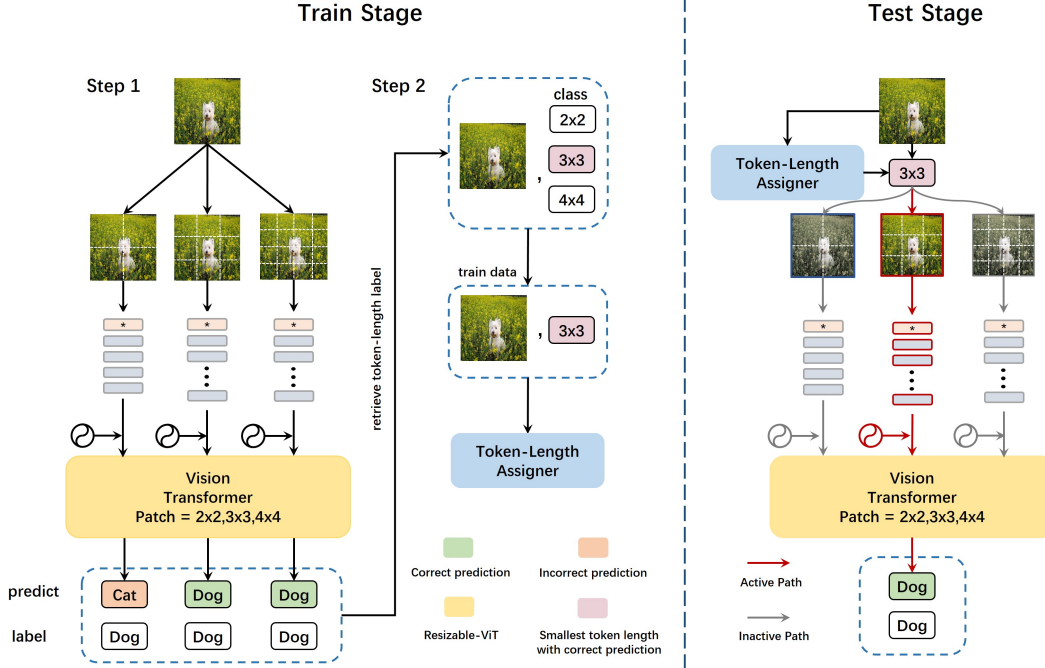 Train Stage
Test Stage
Step 1
Step 2
class
2x2
,
3x3
4x4
train data
,
3x3
Token-Length
Assigner
retrieve token-length label
*
*
*
Vision
Transformer
Patch = 2x2,3x3,4x4
predict
Cat
Dog
Dog
label
Dog
Dog
Dog
Correct prediction
Incorrect prediction
Resizable-ViT
Smallest token length
with correct prediction
Token-Length
Assigner
3x3
*
*
*
Vision
Transformer
Patch = 2x2,3x3,4x4
Active Path
Inactive Path
Dog
Dog